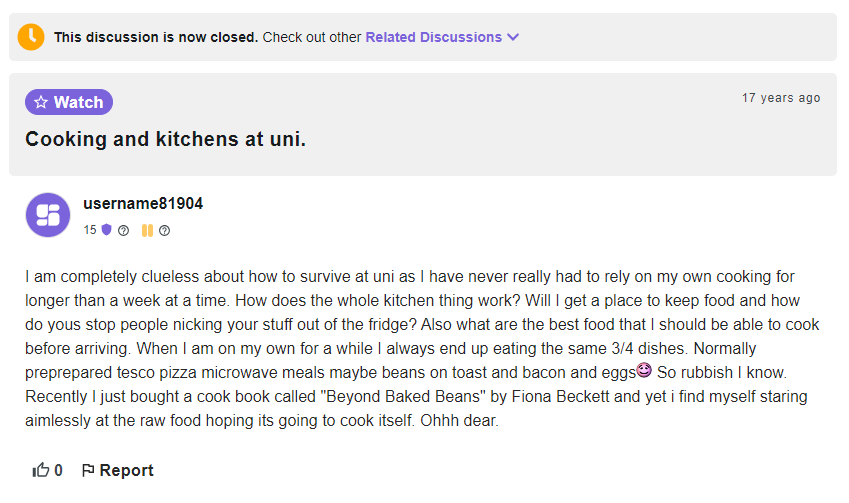 This discussion is now closed. Check out other Related Discussions
Watch
17 years ago
Cooking and kitchens at uni.
username81904
15
I am completely clueless about how to survive at uni as I have never really had to rely on my own cooking for
longer than a week at a time. How does the whole kitchen thing work? Will I get a place to keep food and how
do yous stop people nicking your stuff out of the fridge? Also what are the best food that I should be able to cook
before arriving. When I am on my own for a while I always end up eating the same 3/4 dishes. Normally
preprepared tesco pizza microwave meals maybe beans on toast and bacon and eggs So rubbish I know.
Recently I just bought a cook book called "Beyond Baked Beans" by Fiona Beckett and yet i find myself staring
aimlessly at the raw food hoping its going to cook itself. Ohhh dear.
0 Report